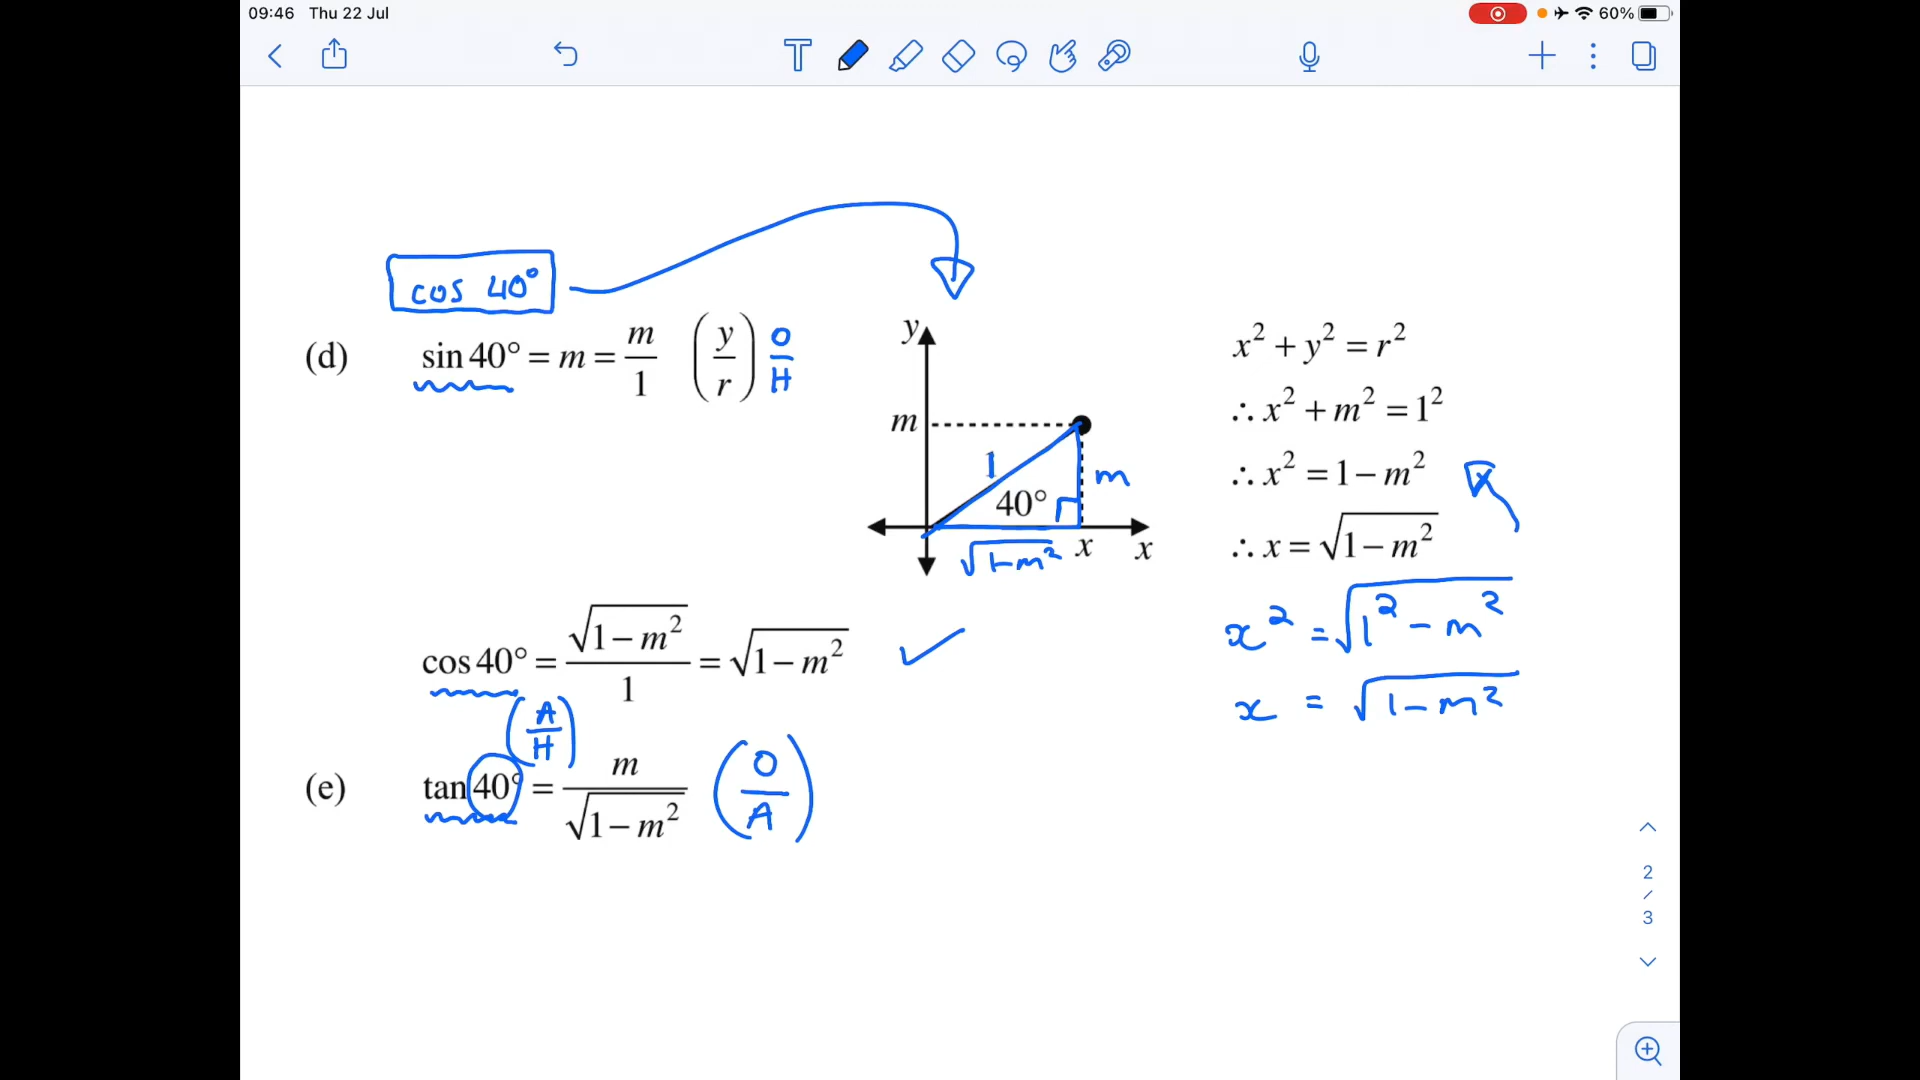 09:46 Thu 22 Jul
60%
T
cos 40°
(d) sin 40° = m = m/1 (y/r) O/H
y
m
1
40°
m
√1-m²
x
x
x² + y² = r²
∴ x² + m² = 1²
∴ x² = 1 − m²
∴ x = √1 − m²
x² = √1² − m²
x = √1 − m²
cos 40° = √1 − m²/1 = √1 − m²
(A/H)
(e) tan 40° = m/√1 − m² (O/A)
2
/
3